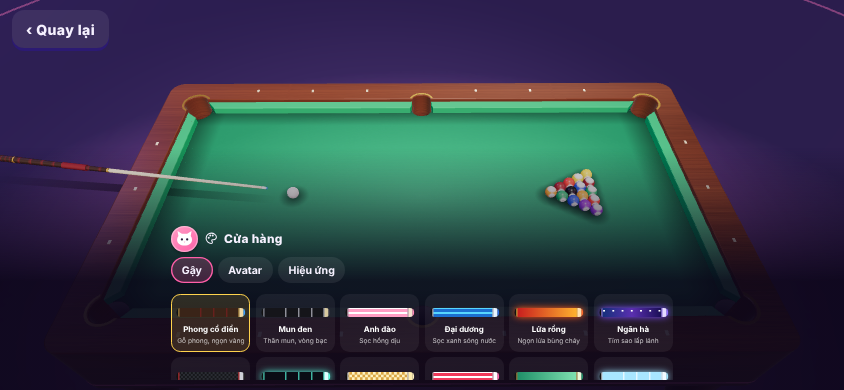 ‹ Quay lại
Cửa hàng
Gậy Avatar Hiệu ứng
Phong cổ điển Mun đen Anh đào Đại dương Lửa rồng Ngân hà
Gỗ phong, ngọn vàng Thân mun, vòng bạc Sọc hồng dịu Sọc xanh sóng nước Ngọn lửa bùng cháy Tím sao lấp lánh